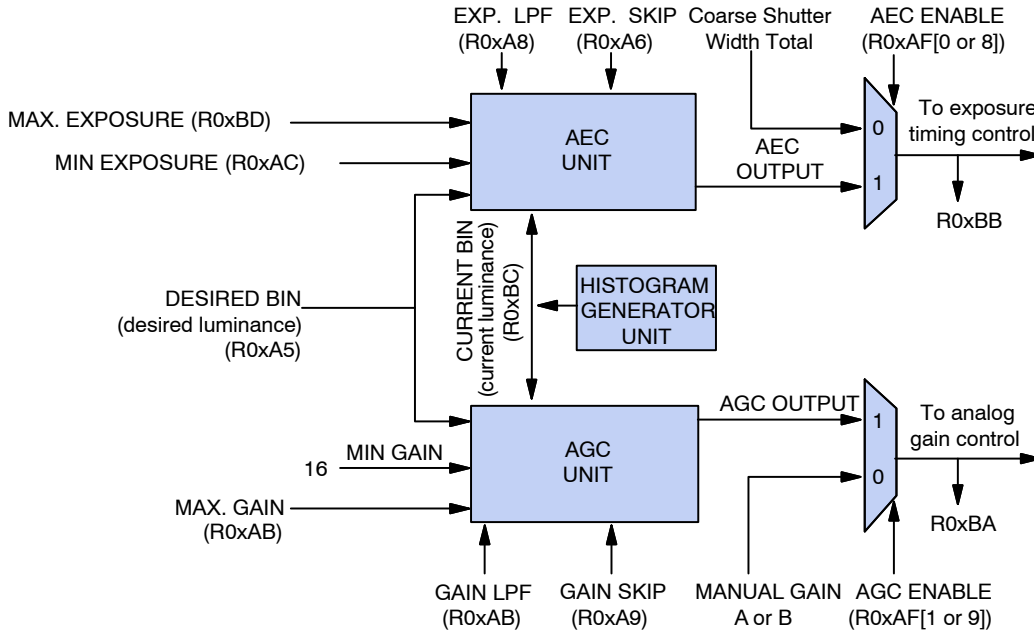 EXP. LPF
(R0xA8)
EXP. SKIP
(R0xA6)
Coarse Shutter
Width Total
AEC ENABLE
(R0xAF[0 or 8])
MAX. EXPOSURE (R0xBD)
MIN EXPOSURE (R0xAC)
AEC
UNIT
AEC
OUTPUT
0
1
To exposure
timing control
R0xBB
DESIRED BIN
(desired luminance)
(R0xA5)
CURRENT BIN
(current luminance)
(R0xBC)
HISTOGRAM
GENERATOR
UNIT
16
MIN GAIN
MAX. GAIN
(R0xAB)
AGC
UNIT
AGC OUTPUT
1
0
To analog
gain control
R0xBA
GAIN LPF
(R0xAB)
GAIN SKIP
(R0xA9)
MANUAL GAIN
A or B
AGC ENABLE
(R0xAF[1 or 9])